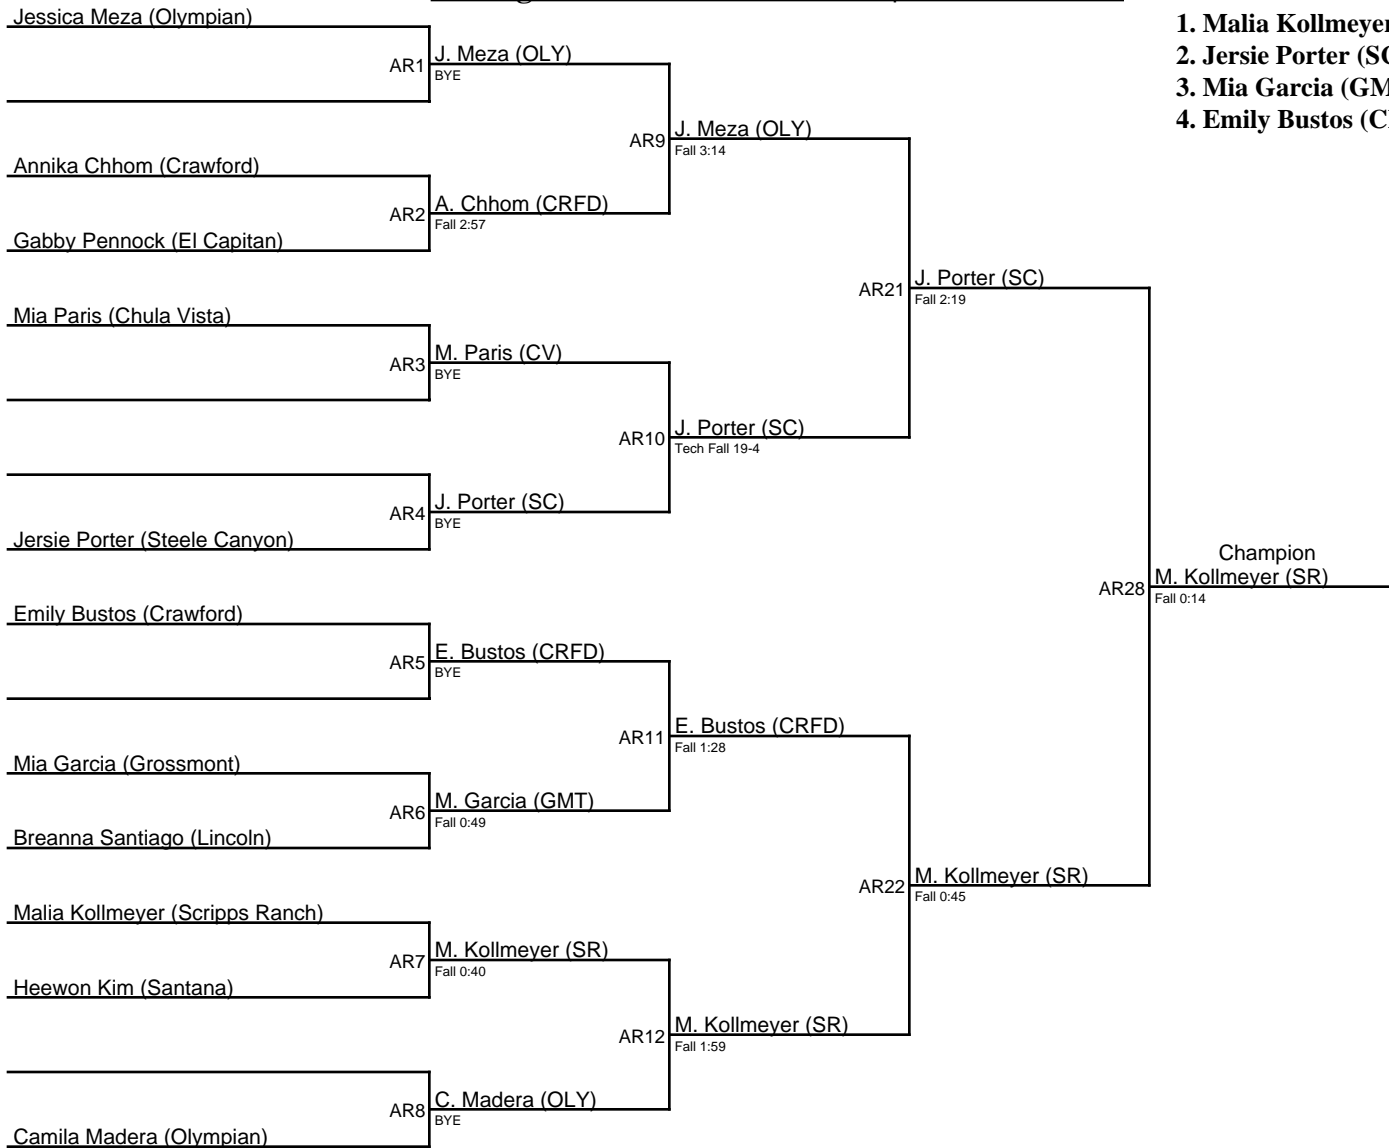 Jessica Meza (Olympian)
1. Malia Kollmeyer
2. Jersie Porter (SC
3. Mia Garcia (GM
4. Emily Bustos (C
AR1
J. Meza (OLY)
BYE
AR9
J. Meza (OLY)
Fall 3:14
Annika Chhom (Crawford)
AR2
A. Chhom (CRFD)
Fall 2:57
Gabby Pennock (El Capitan)
AR21
J. Porter (SC)
Fall 2:19
Mia Paris (Chula Vista)
AR3
M. Paris (CV)
BYE
AR10
J. Porter (SC)
Tech Fall 19-4
AR4
J. Porter (SC)
BYE
Jersie Porter (Steele Canyon)
Champion
AR28
M. Kollmeyer (SR)
Fall 0:14
Emily Bustos (Crawford)
AR5
E. Bustos (CRFD)
BYE
AR11
E. Bustos (CRFD)
Fall 1:28
Mia Garcia (Grossmont)
AR6
M. Garcia (GMT)
Fall 0:49
Breanna Santiago (Lincoln)
AR22
M. Kollmeyer (SR)
Fall 0:45
Malia Kollmeyer (Scripps Ranch)
AR7
M. Kollmeyer (SR)
Fall 0:40
Heewon Kim (Santana)
AR12
M. Kollmeyer (SR)
Fall 1:59
AR8
C. Madera (OLY)
BYE
Camila Madera (Olympian)